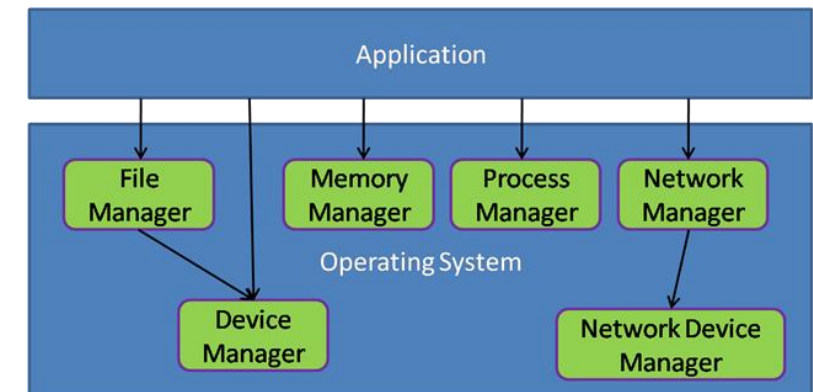 Application
File
Manager
Memory
Manager
Process
Manager
Network
Manager
Operating System
Device
Manager
Network Device
Manager